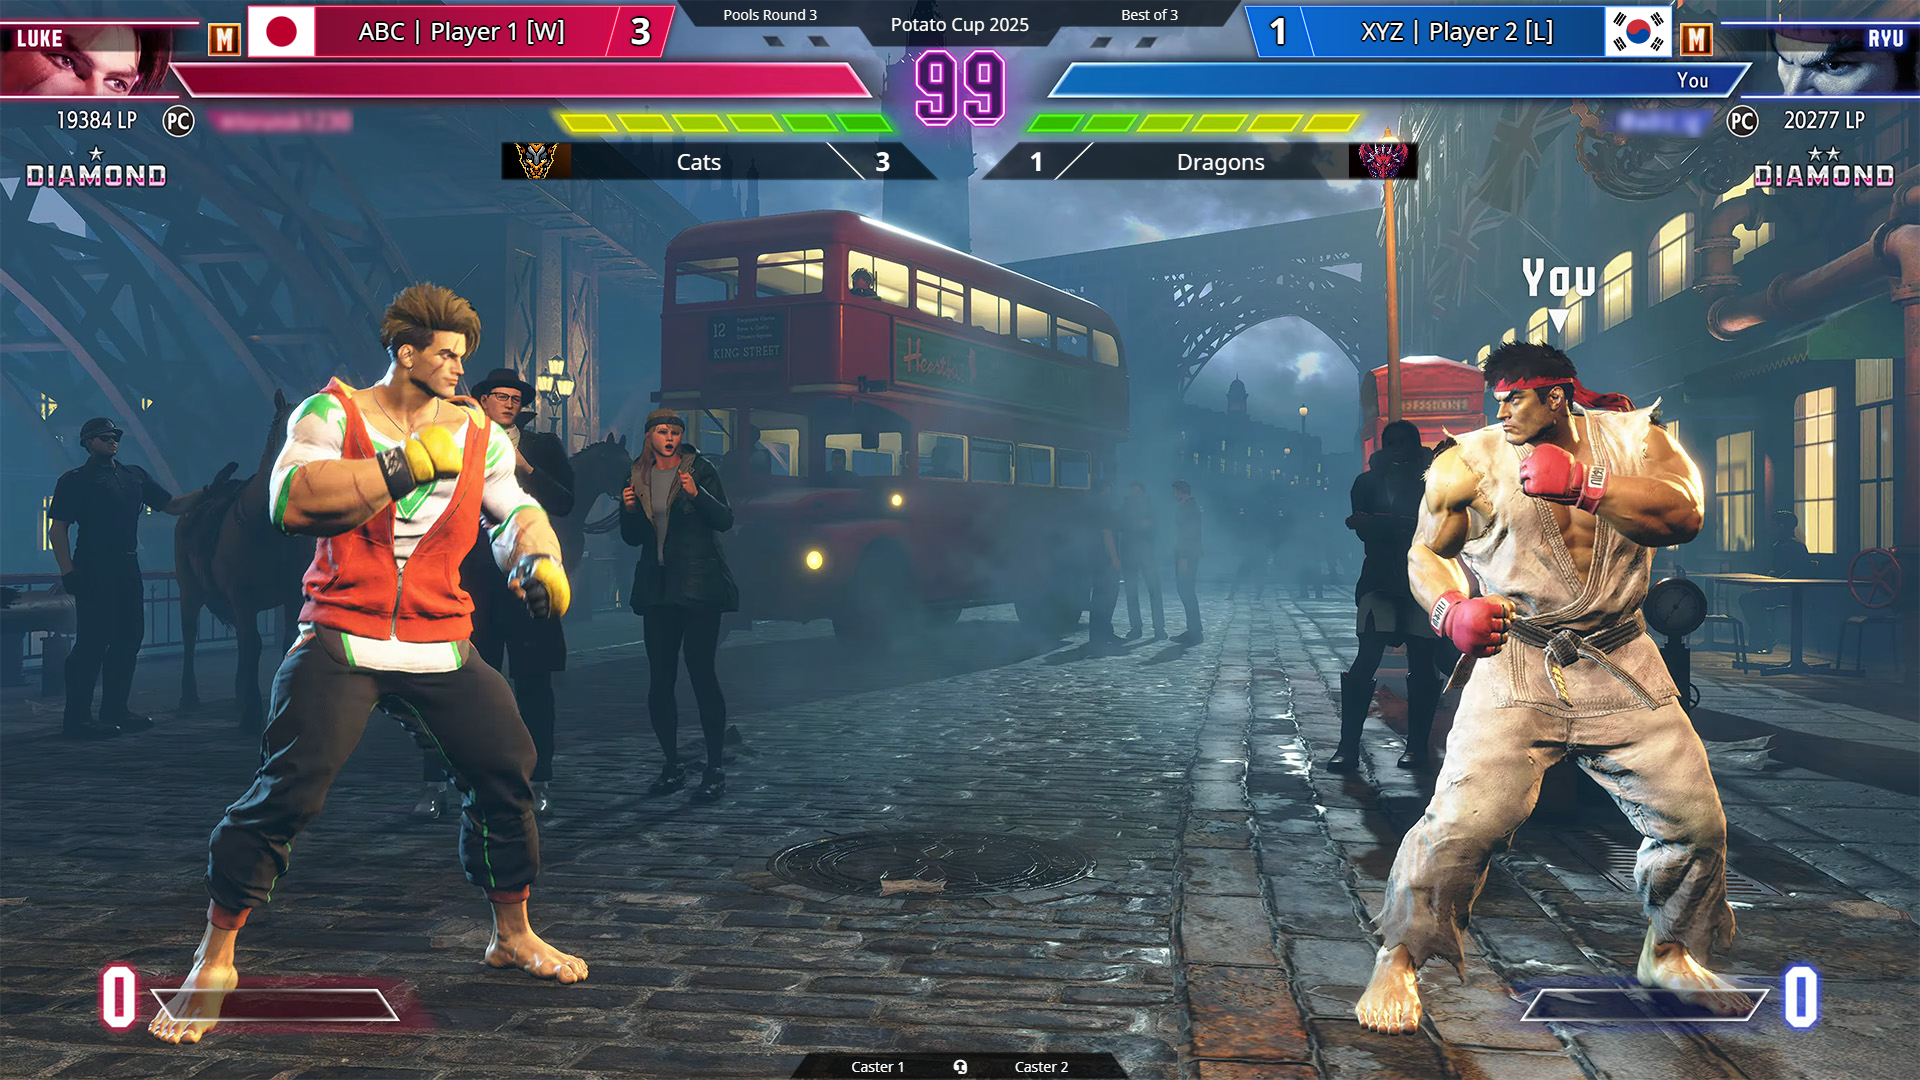 Pools Round 3
Potato Cup 2025
Best of 3
LUKE
M
ABC | Player 1 [W]
3
1
XYZ | Player 2 [L]
M
RYU
99
You
19384 LP
PC
PC
20277 LP
Cats
3
1
Dragons
DIAMOND
DIAMOND
You
12
KING STREET
TELEPHONE
0
0
Caster 1
Caster 2